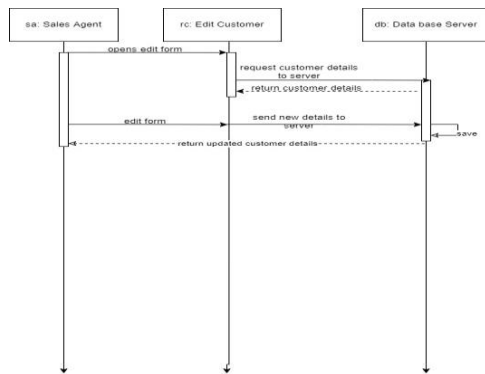 sa: Sales Agent
rc: Edit Customer
db: Data base Server
opens edit form
request customer details
to server
return customer details
edit form
send new details to
server
save
return updated customer details